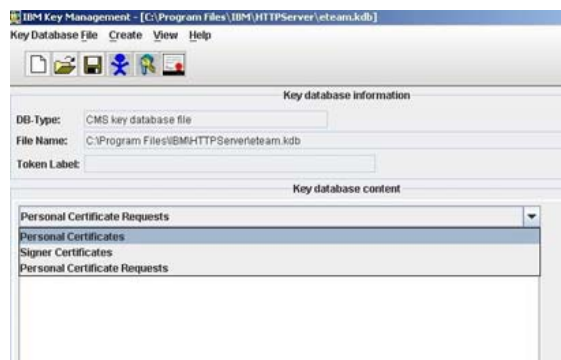 IBM Key Management - [C:\Program Files\IBM\HTTPServer\eteam.kdb]
Key Database File Create View Help
Key database information
DB-Type: CMS key database file
File Name: C:\Program Files\IBM\HTTPServer\eteam.kdb
Token Label:
Key database content
Personal Certificate Requests
Personal Certificates
Signer Certificates
Personal Certificate Requests